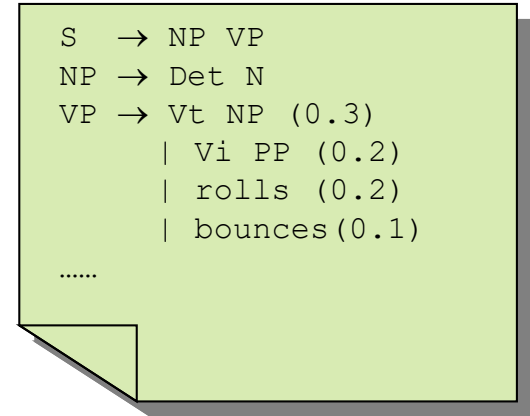 S → NP VP
NP → Det N
VP → Vt NP (0.3)
| Vi PP (0.2)
| rolls (0.2)
| bounces(0.1)
……